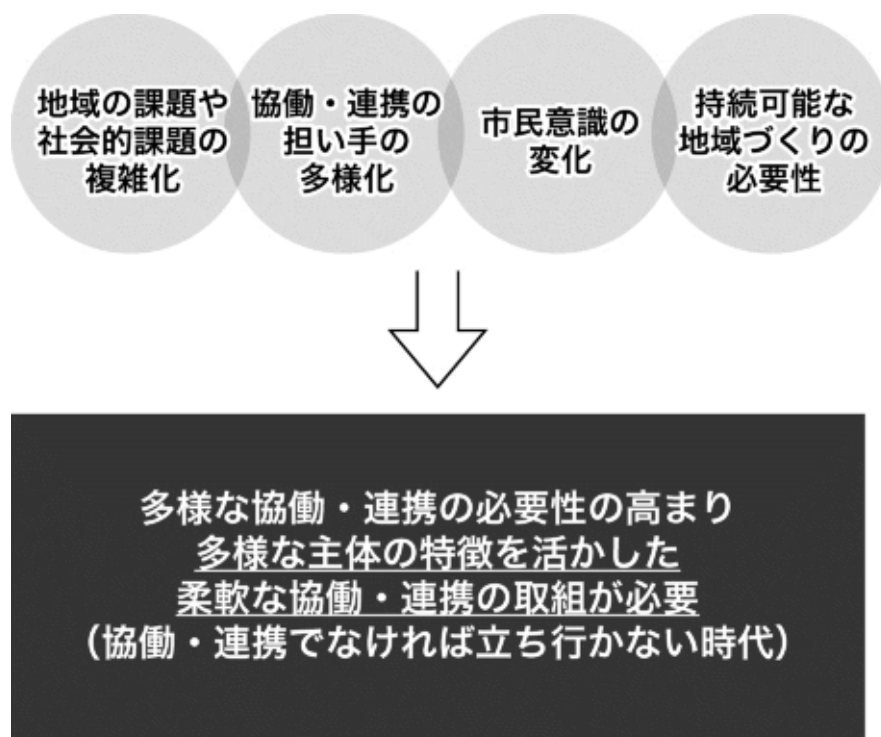 地域の課題や
社会的課題の
複雑化
協働・連携の
担い手の
多様化
市民意識の
変化
持続可能な
地域づくりの
必要性
多様な協働・連携の必要性の高まり
多様な主体の特徴を活かした
柔軟な協働・連携の取組が必要
（協働・連携でなければ立ち行かない時代）